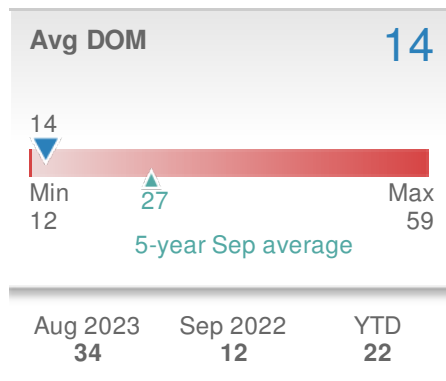 Avg DOM 14
14
Min 27 Max
12 59
5-year Sep average
Aug 2023 Sep 2022 YTD
34 12 22